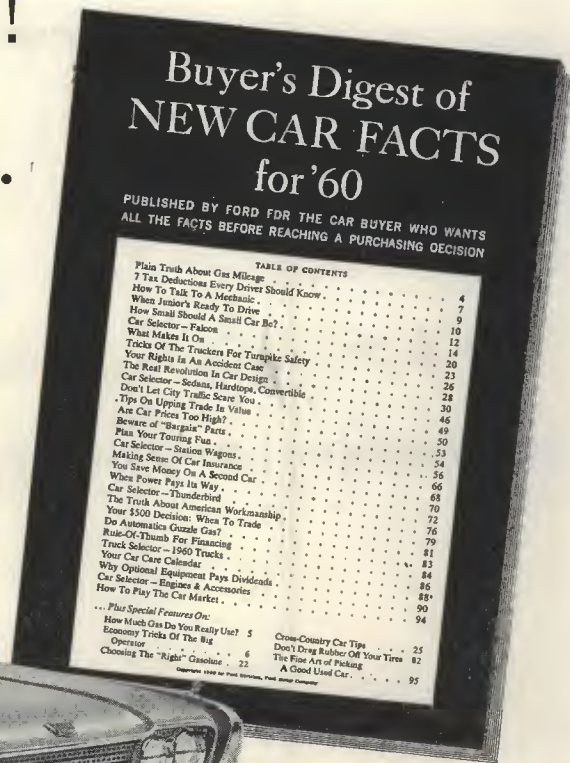 !
Buyer's Digest of
NEW CAR FACTS
for '60
PUBLISHED BY FORD FDR THE CAR BUYER WHO WANTS
ALL THE FACTS BEFORE REACHING A PURCHASING OECISION
TABLE OF CONTENTS
Plain Truth About Gas Mileage . . . 4
7 Tax Deductions Every Driver Should Know . . . 7
How To Talk To A Mechanic . . . 9
When Junior's Ready To Drive . . . 10
How Small Should A Small Car Be? . . . 12
Car Selector – Falcon . . . 14
What Makes It On . . . 20
Tricks Of The Truckers For Turnpike Safety . . . 23
Your Rights In An Accident Case . . . 26
The Real Revolution In Car Design . . . 28
Car Selector – Sedans, Hardtops, Convertible . . . 30
Don't Let City Traffic Scare You . . . 46
Tips On Upping Trade In Value . . . 49
Are Car Prices Too High? . . . 50
Beware of "Bargain" Parts . . . 53
Plan Your Touring Fun . . . 54
Car Selector – Station Wagons . . . 56
Making Sense Of Car Insurance . . . 66
You Save Money On A Second Car . . . 68
When Power Pays Its Way . . . 70
Car Selector – Thunderbird . . . 72
The Truth About American Workmanship . . . 76
Your $500 Decision: When To Trade . . . 79
Do Automatics Guzzle Gas? . . . 81
Rule-Of-Thumb For Financing . . . 83
Truck Selector – 1960 Trucks . . . 84
Your Car Care Calendar . . . 86
Why Optional Equipment Pays Dividends . . . 88
Car Selector – Engines & Accessories . . . 90
How To Play The Car Market . . . 94
. . . Plus Special Features On:
How Much Gas Do You Really Use? 5
Economy Tricks Of The Big
Operator . . . 6
Choosing The "Right" Gasoline . 22
Cross-Country Car Tips . . . 25
Don't Drag Rubber Off Your Tires 82
The Fine Art of Picking
A Good Used Car . . . 95